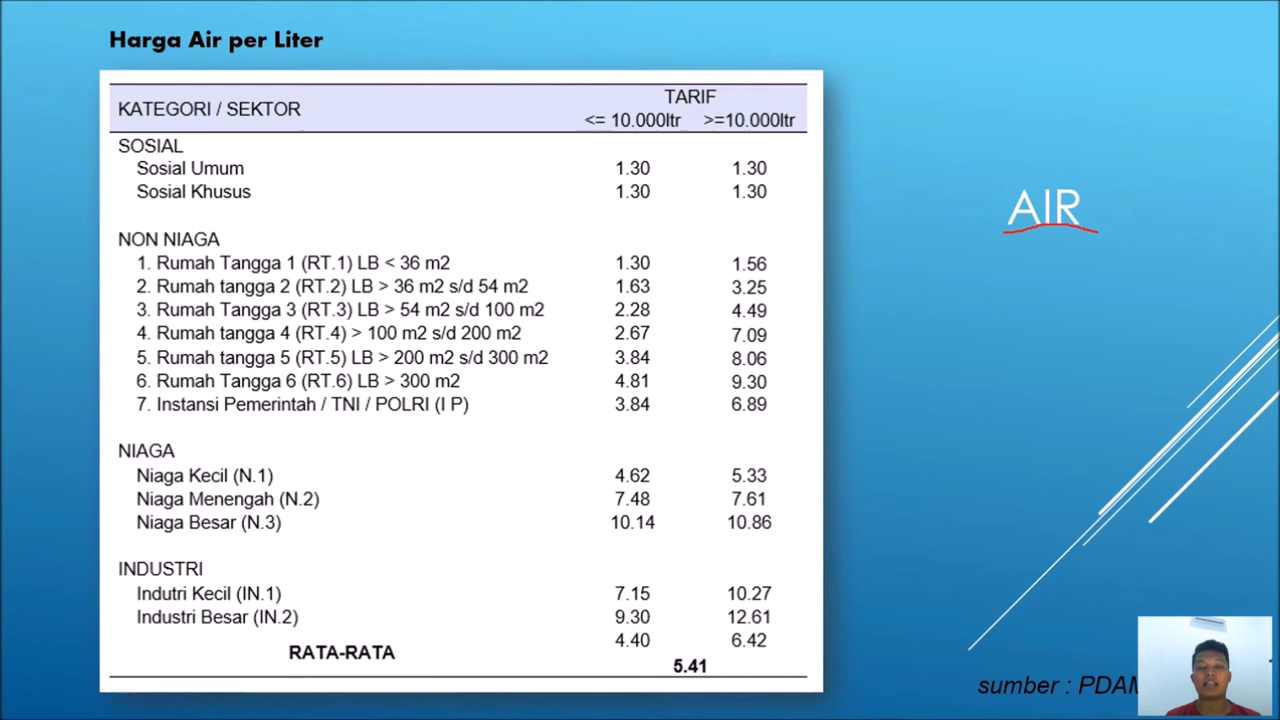 Harga Air per Liter
KATEGORI / SEKTOR TARIF
<= 10.000ltr >=10.000ltr
SOSIAL
Sosial Umum 1.30 1.30
Sosial Khusus 1.30 1.30
NON NIAGA
1. Rumah Tangga 1 (RT.1) LB < 36 m2 1.30 1.56
2. Rumah tangga 2 (RT.2) LB > 36 m2 s/d 54 m2 1.63 3.25
3. Rumah Tangga 3 (RT.3) LB > 54 m2 s/d 100 m2 2.28 4.49
4. Rumah tangga 4 (RT.4) > 100 m2 s/d 200 m2 2.67 7.09
5. Rumah tangga 5 (RT.5) LB > 200 m2 s/d 300 m2 3.84 8.06
6. Rumah Tangga 6 (RT.6) LB > 300 m2 4.81 9.30
7. Instansi Pemerintah / TNI / POLRI (I P) 3.84 6.89
NIAGA
Niaga Kecil (N.1) 4.62 5.33
Niaga Menengah (N.2) 7.48 7.61
Niaga Besar (N.3) 10.14 10.86
INDUSTRI
Indutri Kecil (IN.1) 7.15 10.27
Industri Besar (IN.2) 9.30 12.61
4.40 6.42
RATA-RATA
5.41
AIR
sumber : PDAM